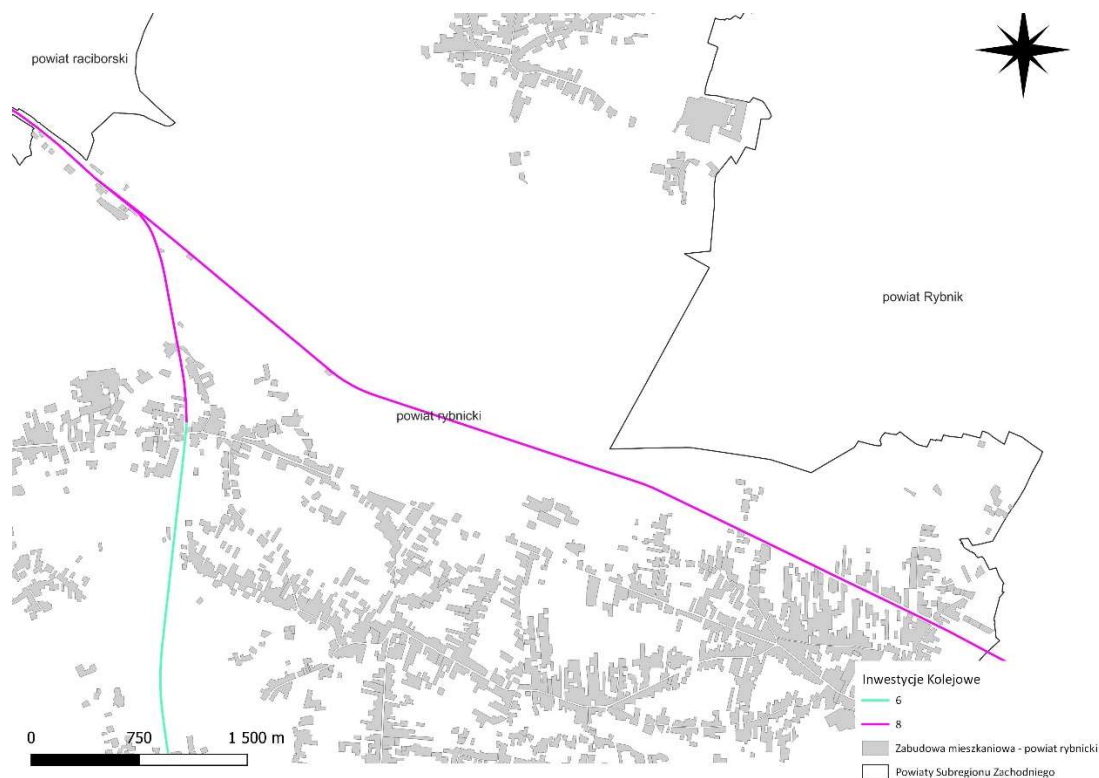 powiat raciborski
powiat Rybnik
powiat rybnicki
Inwestycje Kolejowe
6
8
Zabudowa mieszkaniowa - powiat rybnicki
Powiaty Subregionu Zachodniego
0 750 1 500 m